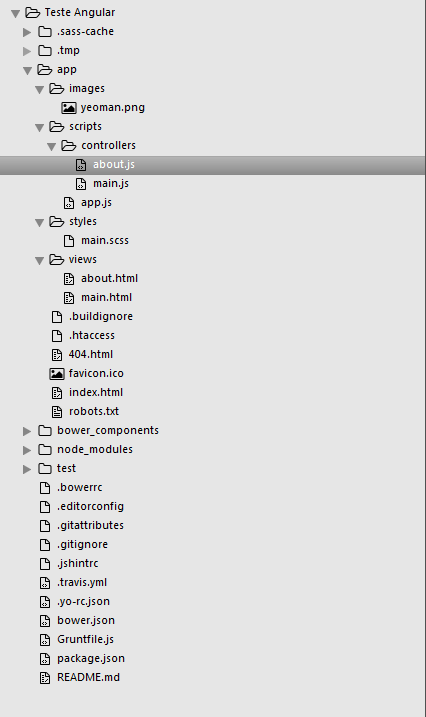 Teste Angular
.sass-cache
.tmp
app
images
yeoman.png
scripts
controllers
about.js
main.js
app.js
styles
main.scss
views
about.html
main.html
.buildignore
.htaccess
404.html
favicon.ico
index.html
robots.txt
bower_components
node_modules
test
.bowerrc
.editorconfig
.gitattributes
.gitignore
.jshintrc
.travis.yml
.yo-rc.json
bower.json
Gruntfile.js
package.json
README.md